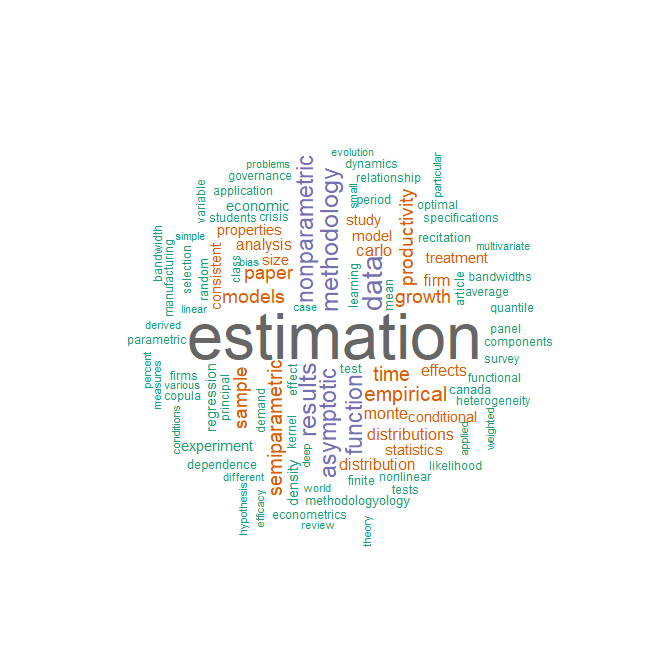 evolution
problems
dynamics
governance
relationship
particular
application
small
period
variable
economic
optimal
students
crisis
study
specifications
properties
model
recitation
simple
analysis
carlo
multivariate
bandwidth
manufacturing
selection
random
consistent
class
bias
size
paper
nonparametric
methodology
data
productivity
treatment
learning
mean
firm
article
bandwidths
average
models
growth
linear
case
quantile
estimation
derived
parametric
panel
components
test
survey
percent
measures
firms
various
copula
regression
principal
sample
effect
results
asymptotic
function
time
effects
functional
empirical
canada
heterogeneity
conditions
demand
kernel
semiparametric
monte
conditional
applied
weighted
experiment
deep
distributions
statistics
dependence
distribution
likelihood
different
density
finite
nonlinear
world
tests
hypothesis
efficacy
methodologyology
econometrics
review
theory